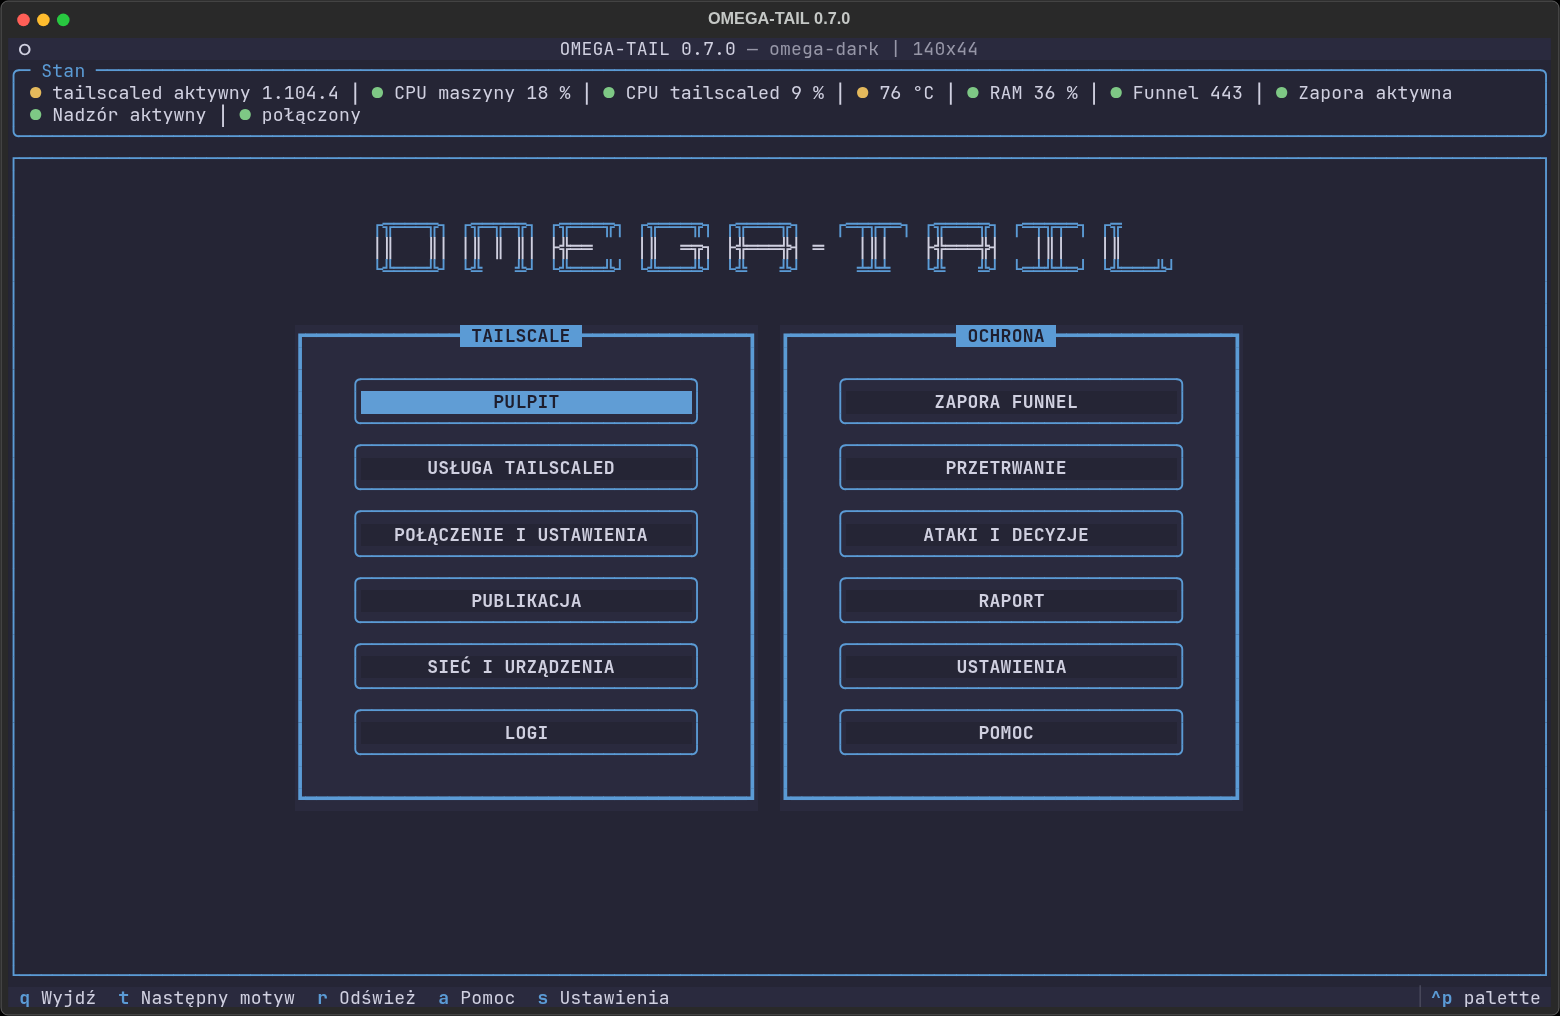 OMEGA-TAIL 0.7.0
OMEGA-TAIL 0.7.0 — omega-dark | 140x44
Stan
tailscaled aktywny 1.104.4 | CPU maszyny 18 % | CPU tailscaled 9 % | 76 °C | RAM 36 % | Funnel 443 | Zapora aktywna
Nadzór aktywny | połączony
OMEGA-TAIL
TAILSCALE
PULPIT
USŁUGA TAILSCALED
POŁĄCZENIE I USTAWIENIA
PUBLIKACJA
SIEĆ I URZĄDZENIA
LOGI
OCHRONA
ZAPORA FUNNEL
PRZETRWANIE
ATAKI I DECYZJE
RAPORT
USTAWIENIA
POMOC
q Wyjdź t Następny motyw r Odśwież a Pomoc s Ustawienia ^p palette